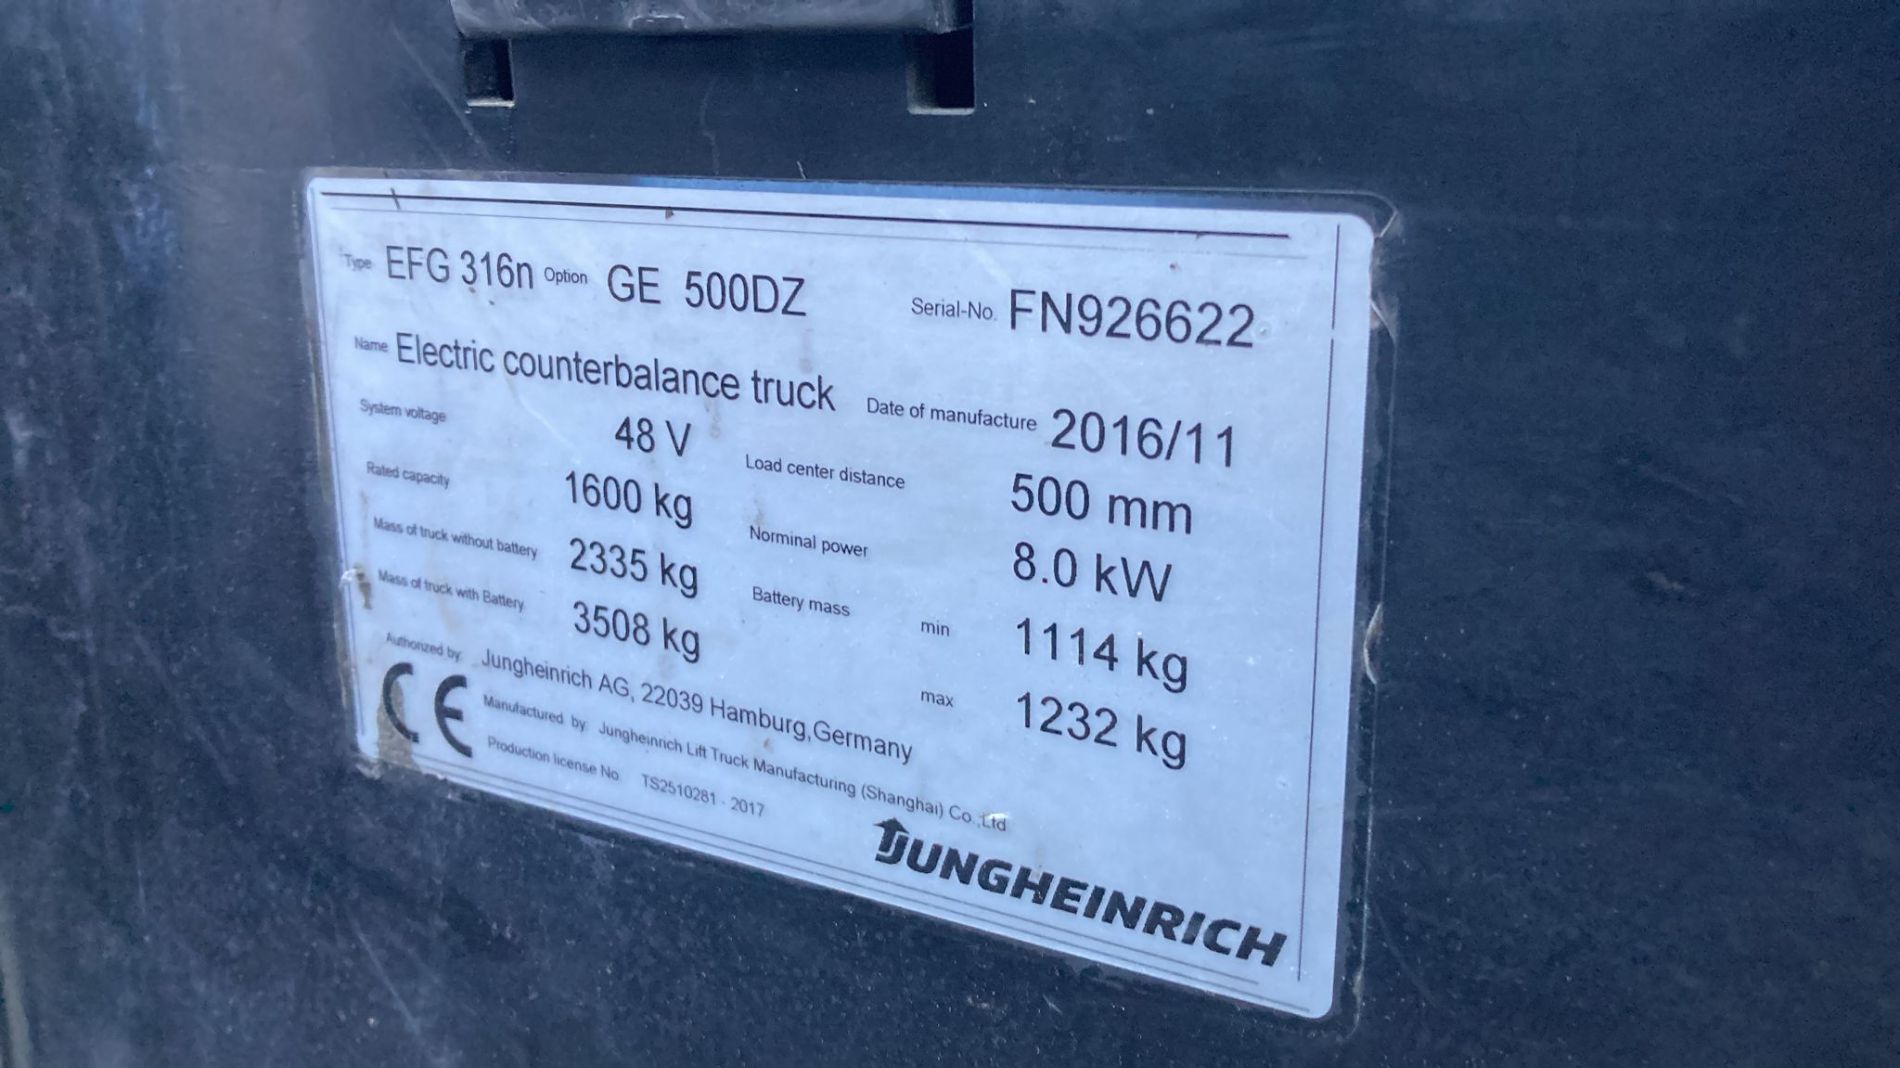 Type EFG 316n Option GE 500DZ Serial-No. FN926622
Name Electric counterbalance truck Date of manufacture 2016/11
System voltage 48 V Load center distance 500 mm
Rated capacity 1600 kg Norminal power 8.0 kW
Mass of truck without battery 2335 kg Battery mass min 1114 kg
Mass of truck with Battery 3508 kg max 1232 kg
Authorized by: Jungheinrich AG, 22039 Hamburg,Germany
CE
Manufactured by Jungheinrich Lift Truck Manufacturing (Shanghai) Co.,Ltd
Production license No TS2510281 - 2017
JUNGHEINRICH